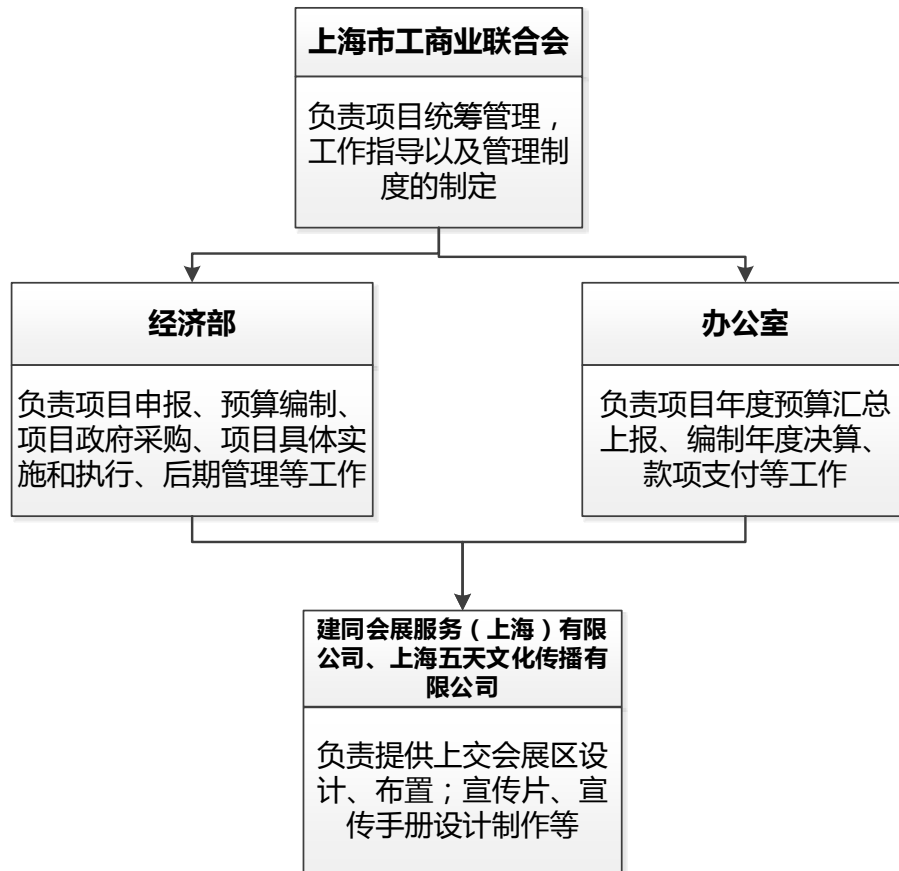 上海市工商业联合会
负责项目统筹管理，
工作指导以及管理制
度的制定
经济部
负责项目申报、预算编制、
项目政府采购、项目具体实
施和执行、后期管理等工作
办公室
负责项目年度预算汇总
上报、编制年度决算、
款项支付等工作
建同会展服务（上海）有限
公司、上海五天文化传播有
限公司
负责提供上交会展区设
计、布置；宣传片、宣
传手册设计制作等